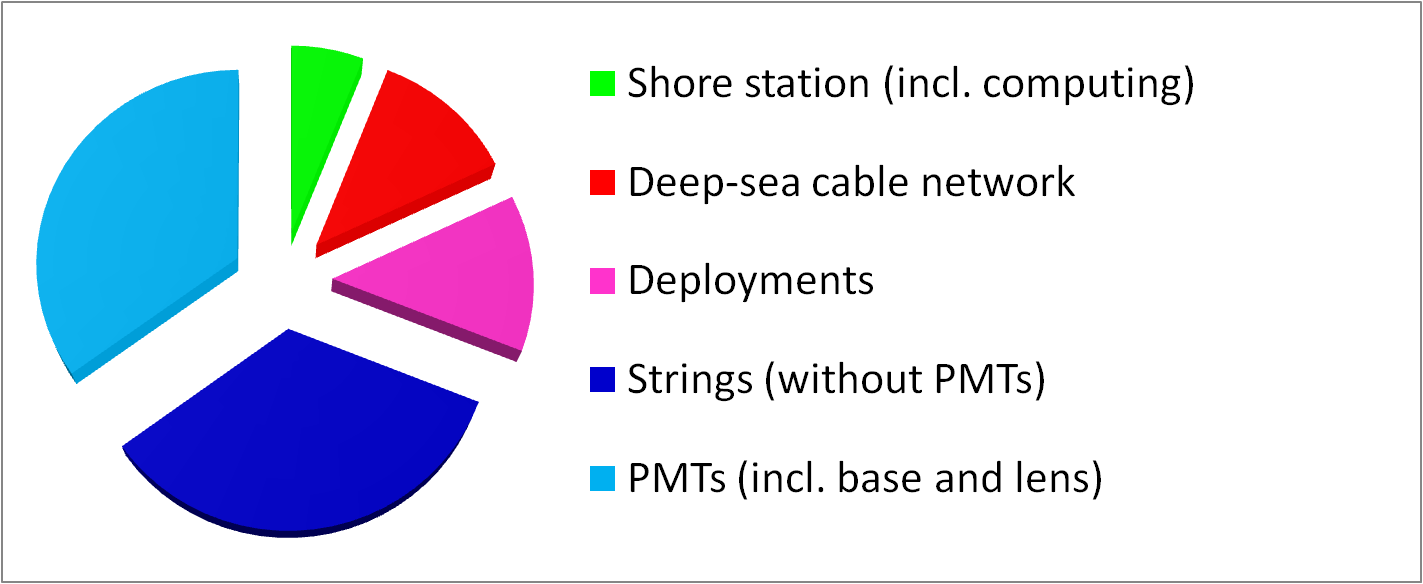 Shore station (incl. computing)
Deep-sea cable network
Deployments
Strings (without PMTs)
PMTs (incl. base and lens)